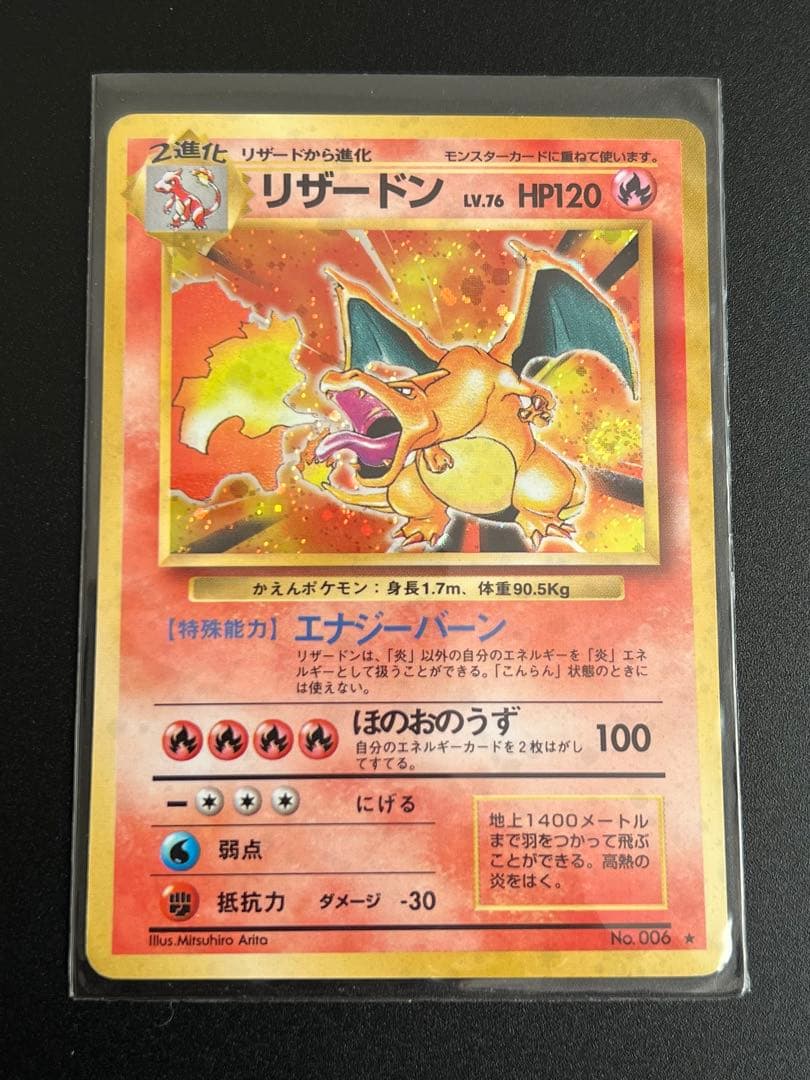 2進化 リザードから進化 モンスターカードに重ねて使います。
リザードン LV.76 HP120
かえんポケモン：身長1.7m、体重90.5Kg
【特殊能力】エナジーバーン
リザードンは、「炎」以外の自分のエネルギーを「炎」エネ
ルギーとして扱うことができる。「こんらん」状態のときに
は使えない。
ほのおのうず 100
自分のエネルギーカードを2枚はがし
てすてる。
にげる
弱点
抵抗力 ダメージ -30
地上1400メートル
まで羽をつかって飛ぶ
ことができる。高熱の
炎をはく。
Illus.Mitsuhiro Arita No.006 ★